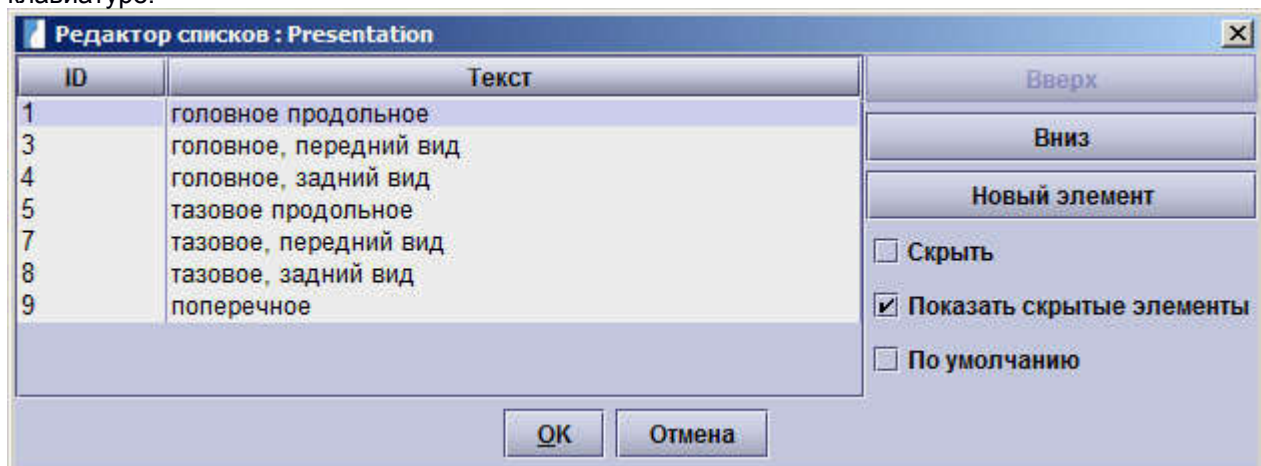 клавиатуре.
Редактор списков : Presentation
ID Текст
1 головное продольное
3 головное, передний вид
4 головное, задний вид
5 тазовое продольное
7 тазовое, передний вид
8 тазовое, задний вид
9 поперечное
Вверх
Вниз
Новый элемент
Скрыть
Показать скрытые элементы
По умолчанию
OK Отмена